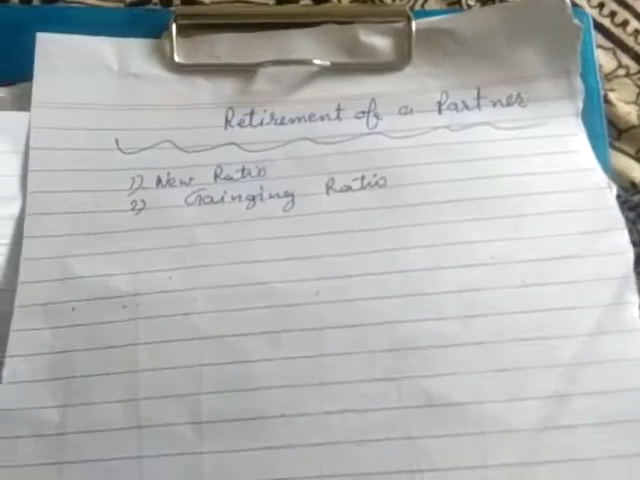 Retirement of a Partner
1) New Ratio
2) Gainging Ratio